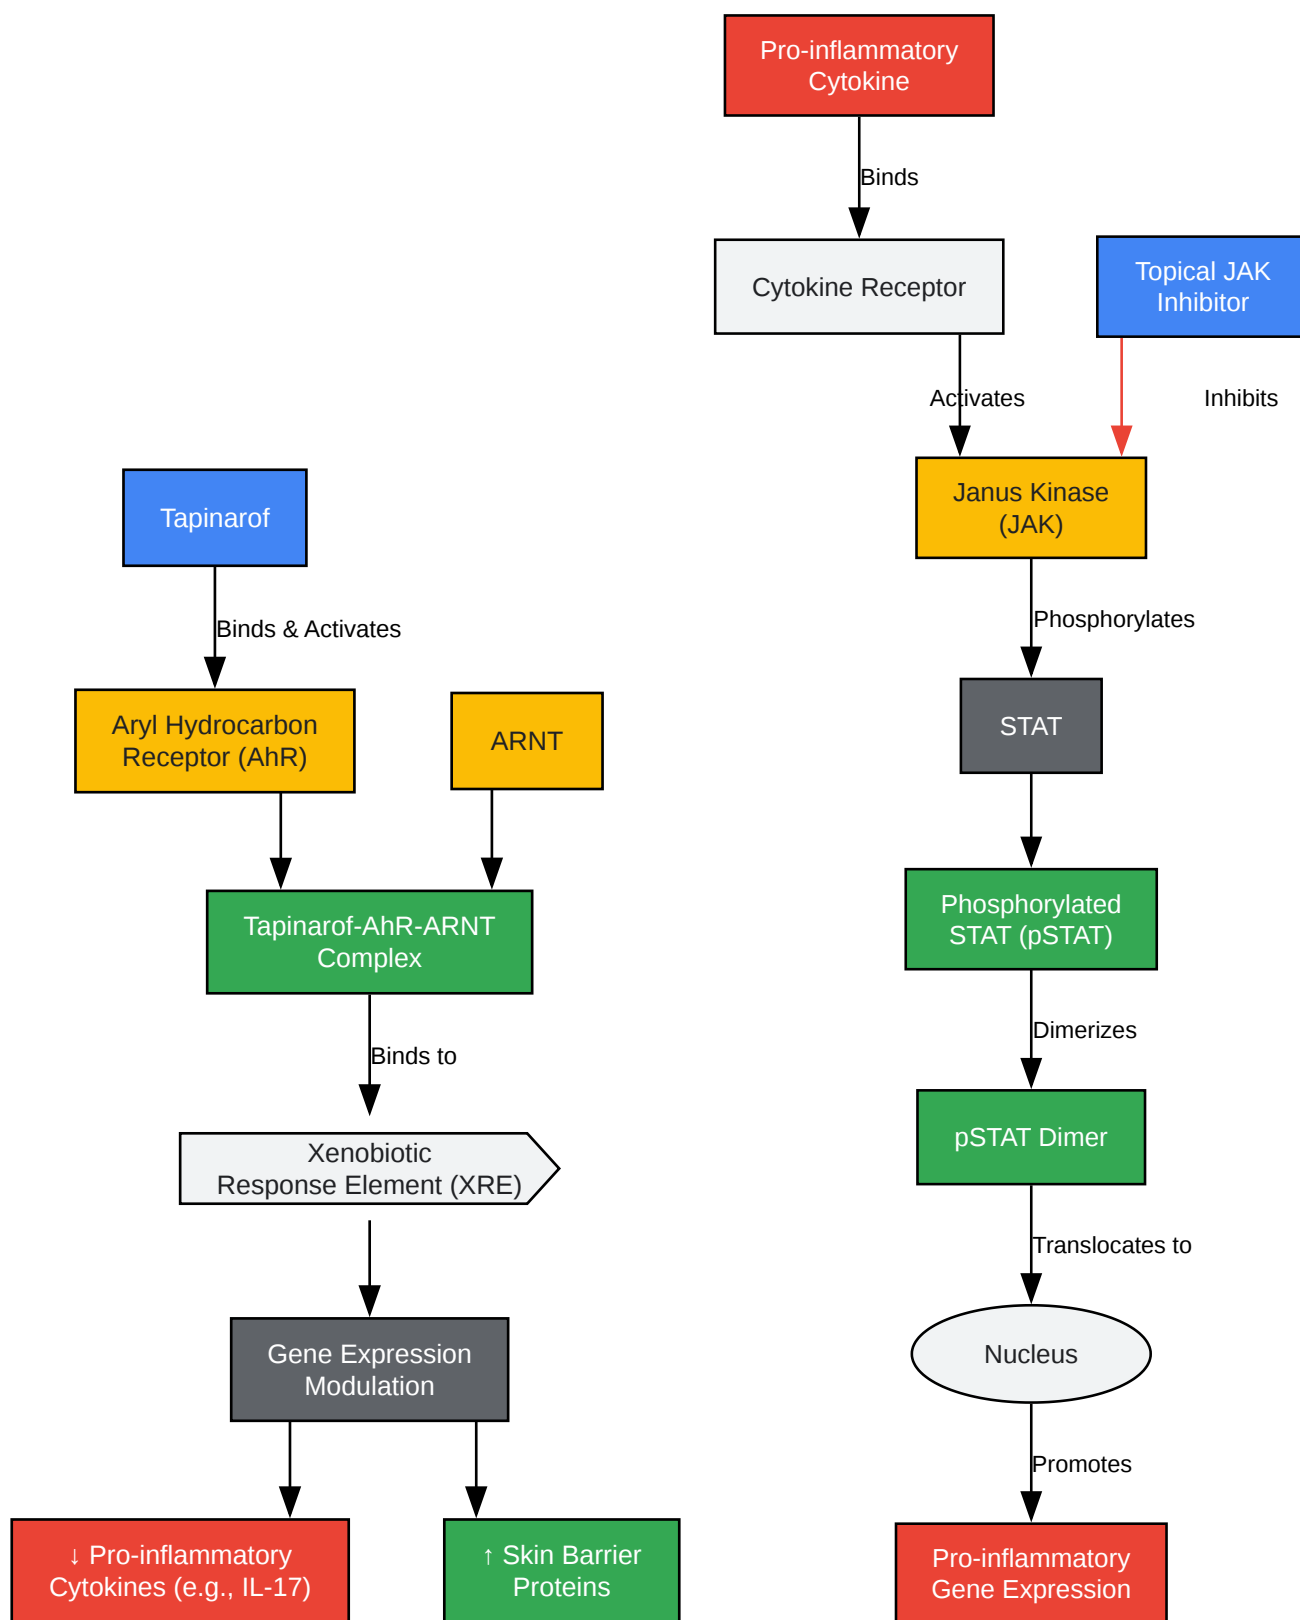 Pro-inflammatory
Cytokine
Binds
Cytokine Receptor
Topical JAK
Inhibitor
Activates
Inhibits
Janus Kinase
(JAK)
Phosphorylates
STAT
Phosphorylated
STAT (pSTAT)
Dimerizes
pSTAT Dimer
Translocates to
Nucleus
Promotes
Pro-inflammatory
Gene Expression
Tapinarof
Binds & Activates
Aryl Hydrocarbon
Receptor (AhR)
ARNT
Tapinarof-AhR-ARNT
Complex
Binds to
Xenobiotic
Response Element (XRE)
Gene Expression
Modulation
↓ Pro-inflammatory
Cytokines (e.g., IL-17)
↑ Skin Barrier
Proteins